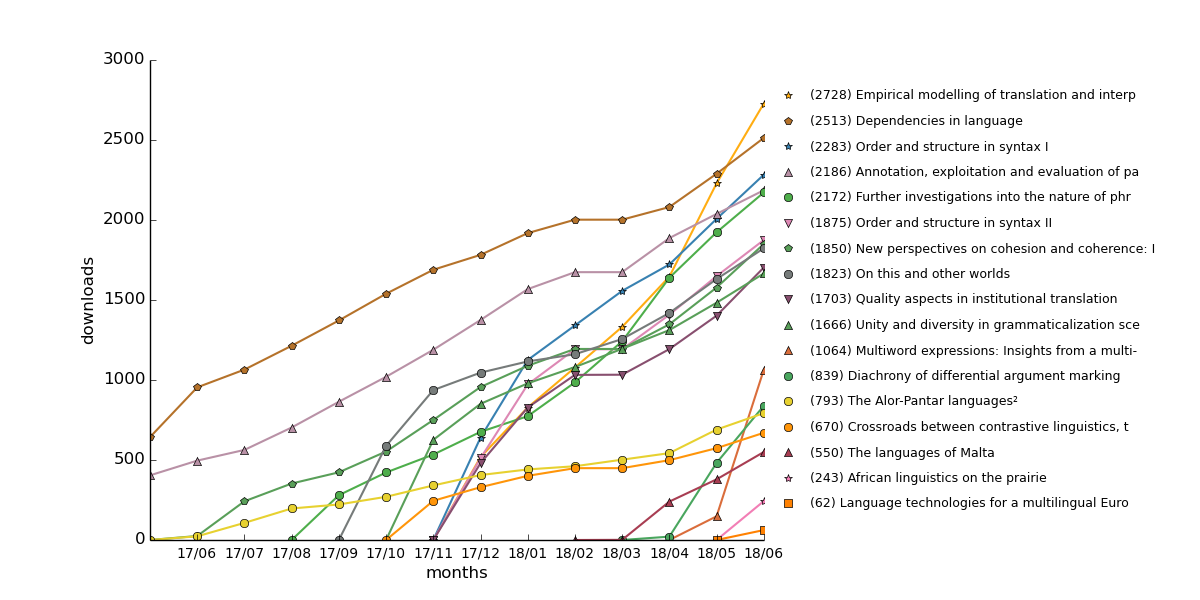 3000
2500
2000
1500
1000
500
0
downloads
17/06 17/07 17/08 17/09 17/10 17/11 17/12 18/01 18/02 18/03 18/04 18/05 18/06
months
(2728) Empirical modelling of translation and interp
(2513) Dependencies in language
(2283) Order and structure in syntax I
(2186) Annotation, exploitation and evaluation of pa
(2172) Further investigations into the nature of phr
(1875) Order and structure in syntax II
(1850) New perspectives on cohesion and coherence: I
(1823) On this and other worlds
(1703) Quality aspects in institutional translation
(1666) Unity and diversity in grammaticalization sce
(1064) Multiword expressions: Insights from a multi-
(839) Diachrony of differential argument marking
(793) The Alor-Pantar languages²
(670) Crossroads between contrastive linguistics, t
(550) The languages of Malta
(243) African linguistics on the prairie
(62) Language technologies for a multilingual Euro